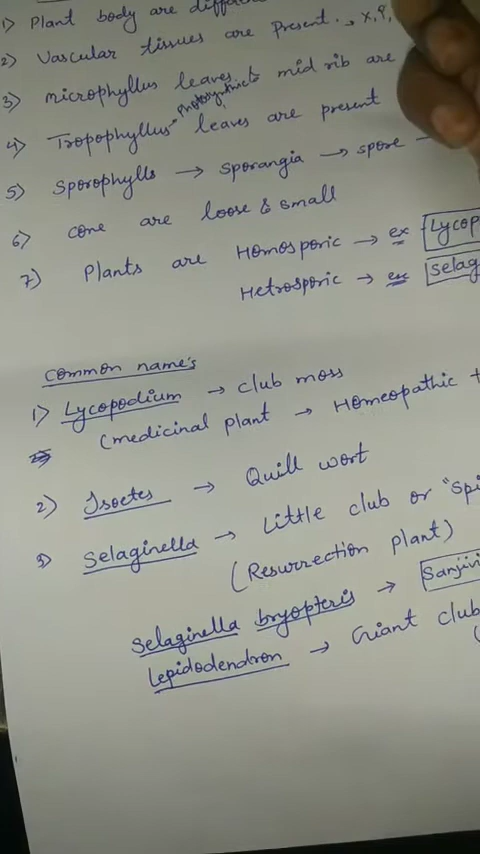 1) Plant body are
2) Vascular tissues are present. → X, P,
3) microphyllus leaves mid rib are
Photosynthetic
4) Tropophyllus leaves are present
5) Sporophylls → Sporangia → spore →
6) cone are loose & small
7) Plants are Homosporic → ex Lycop
Hetrosporic → ex Selag
Common name's
1) Lycopodium → club moss
(medicinal plant → Homeopathic
2) Isoetes → Quill wort
3) Selaginella → Little club or "Spi
(Resurrection plant)
Selaginella bryopteris → Sanjivi
Lepidodendron → Giant club